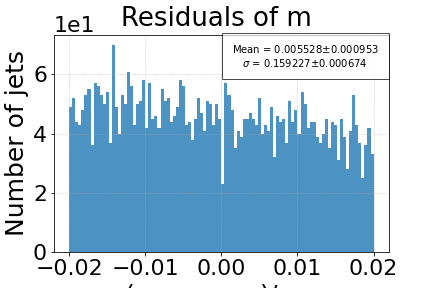 Residuals of m
1e1
Mean = 0.005528±0.000953
σ = 0.159227±0.000674
Number of jets
6
4
2
0
−0.02 −0.01 0.00 0.01 0.02